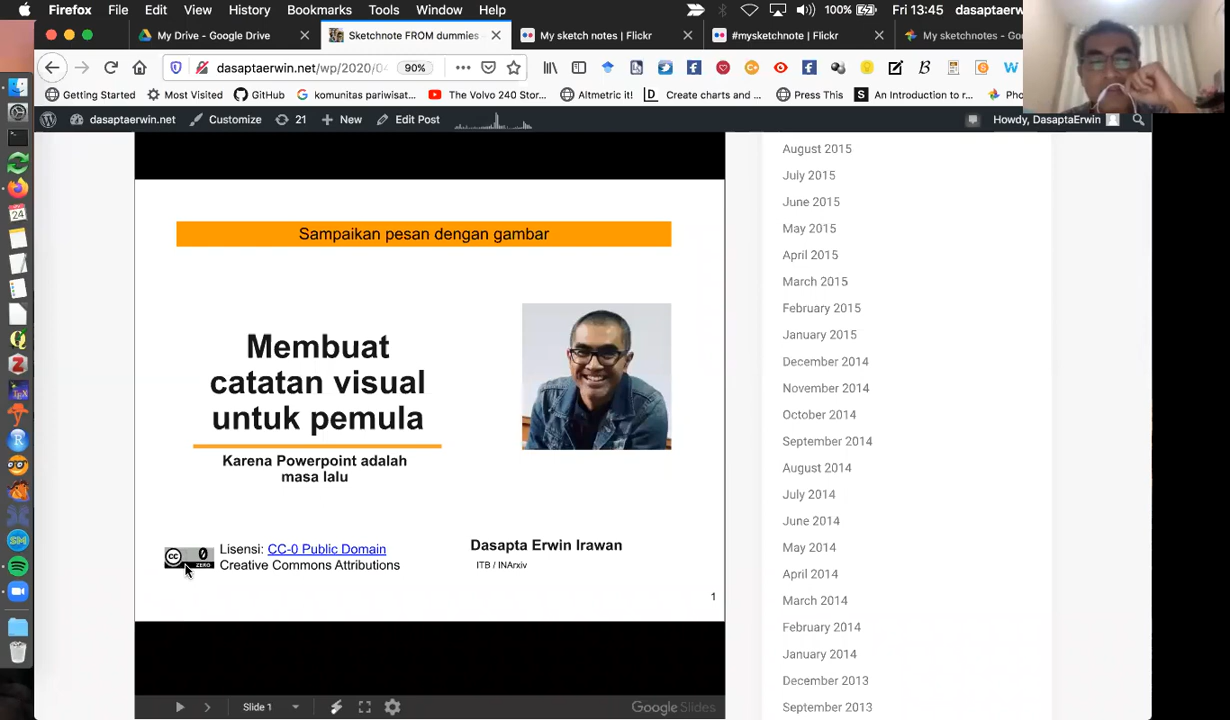 Firefox File Edit View History Bookmarks Tools Window Help 100% Fri 13:45 dasaptaerwin
My Drive - Google Drive
Sketchnote FROM dummies
My sketch notes | Flickr
#mysketchnote | Flickr
My sketchnotes
dasaptaerwin.net/wp/2020/0
90%
Getting Started Most Visited GitHub komunitas pariwisat... The Volvo 240 Stor... Altmetric it! Create charts and ... Press This An Introduction to r...
dasaptaerwin.net Customize 21 New Edit Post Howdy, DasaptaErwin
Sampaikan pesan dengan gambar
Membuat
catatan visual
untuk pemula
Karena Powerpoint adalah
masa lalu
Lisensi: CC-0 Public Domain
Creative Commons Attributions
Dasapta Erwin Irawan
ITB / INArxiv
1
Slide 1
Google Slides
August 2015
July 2015
June 2015
May 2015
April 2015
March 2015
February 2015
January 2015
December 2014
November 2014
October 2014
September 2014
August 2014
July 2014
June 2014
May 2014
April 2014
March 2014
February 2014
January 2014
December 2013
September 2013